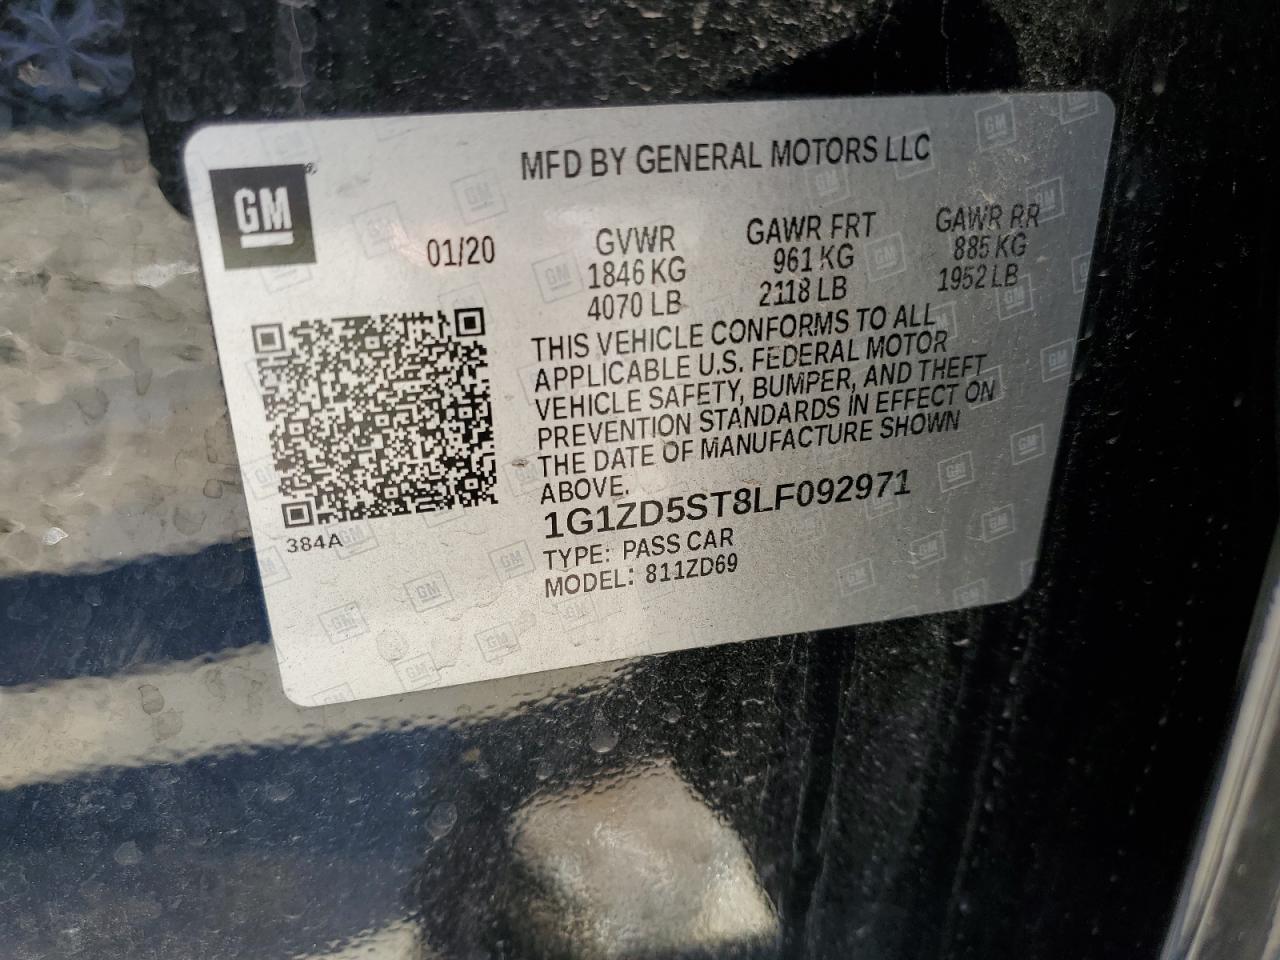 MFD BY GENERAL MOTORS LLC
GM
01/20
GVWR
1846 KG
4070 LB
GAWR FRT
961 KG
2118 LB
GAWR RR
885 KG
1952 LB
THIS VEHICLE CONFORMS TO ALL
APPLICABLE U.S. FEDERAL MOTOR
VEHICLE SAFETY, BUMPER, AND THEFT
PREVENTION STANDARDS IN EFFECT ON
THE DATE OF MANUFACTURE SHOWN
ABOVE.
1G1ZD5ST8LF092971
TYPE: PASS CAR
MODEL: 811ZD69
384A